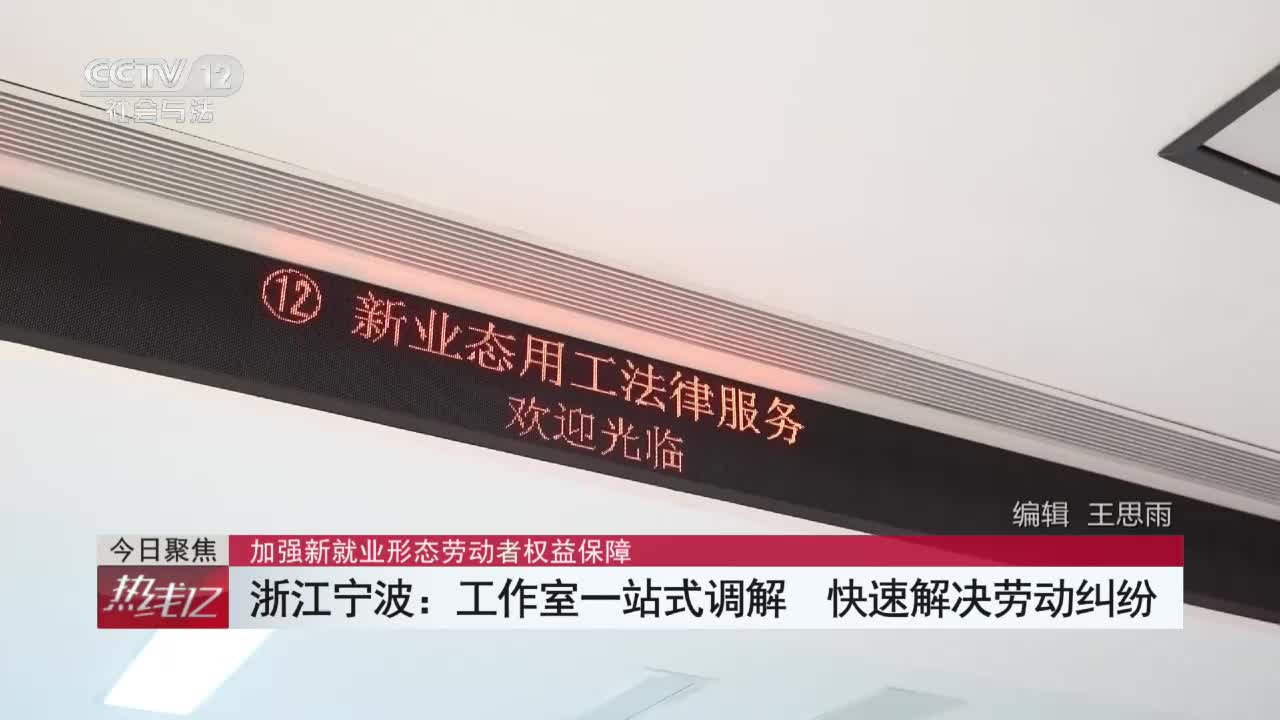 CCTV 12
社会与法
⑫ 新业态用工法律服务
欢迎光临
编辑 王思雨
今日聚焦
加强新就业形态劳动者权益保障
热线12
浙江宁波：工作室一站式调解 快速解决劳动纠纷